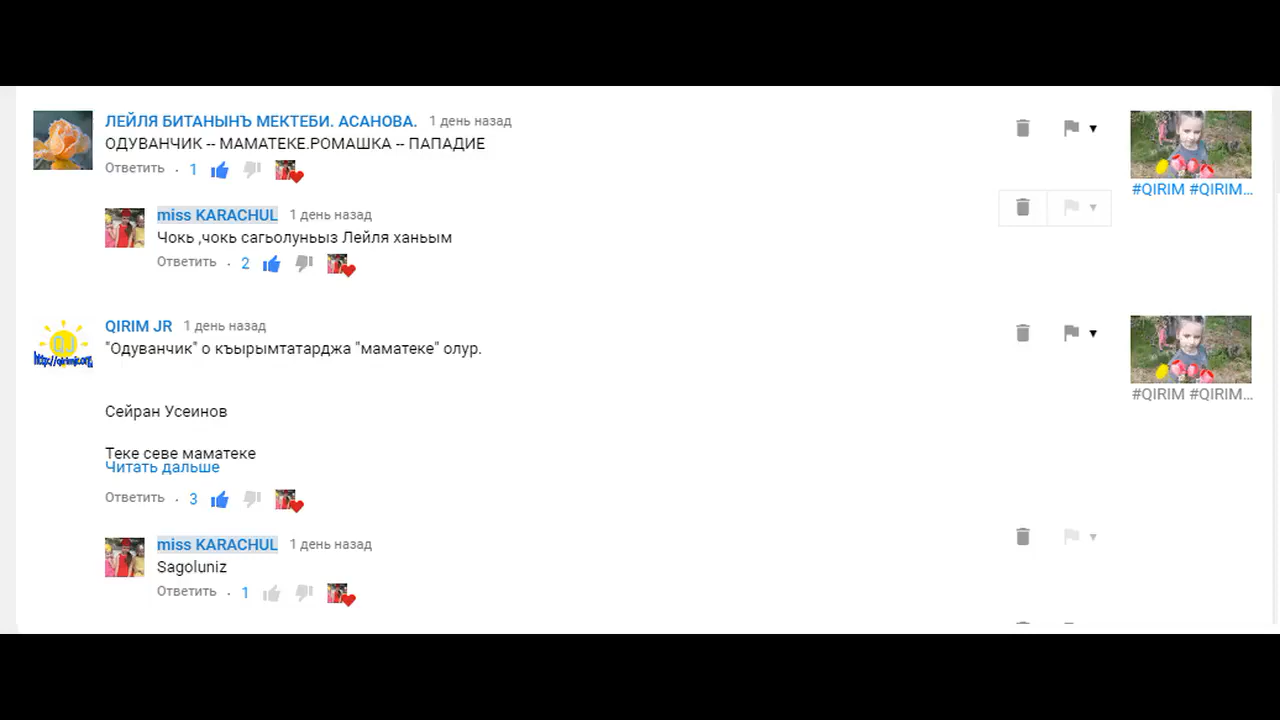 ЛЕЙЛЯ БИТАНЫНЪ МЕКТЕБИ. АСАНОВА. 1 день назад
ОДУВАНЧИК -- МАМАТЕКЕ.РОМАШКА -- ПАПАДИЕ
Ответить · 1
#QIRIM #QIRIM...
miss KARACHUL 1 день назад
Чокь ,чокь сагьолуньыз Лейля ханьым
Ответить · 2
QIRIM JR 1 день назад
"Одуванчик" о къырымтатарджа "маматеке" олур.
#QIRIM #QIRIM...
Сейран Усеинов
Теке севе маматеке
Читать дальше
Ответить · 3
miss KARACHUL 1 день назад
Sagoluniz
Ответить · 1